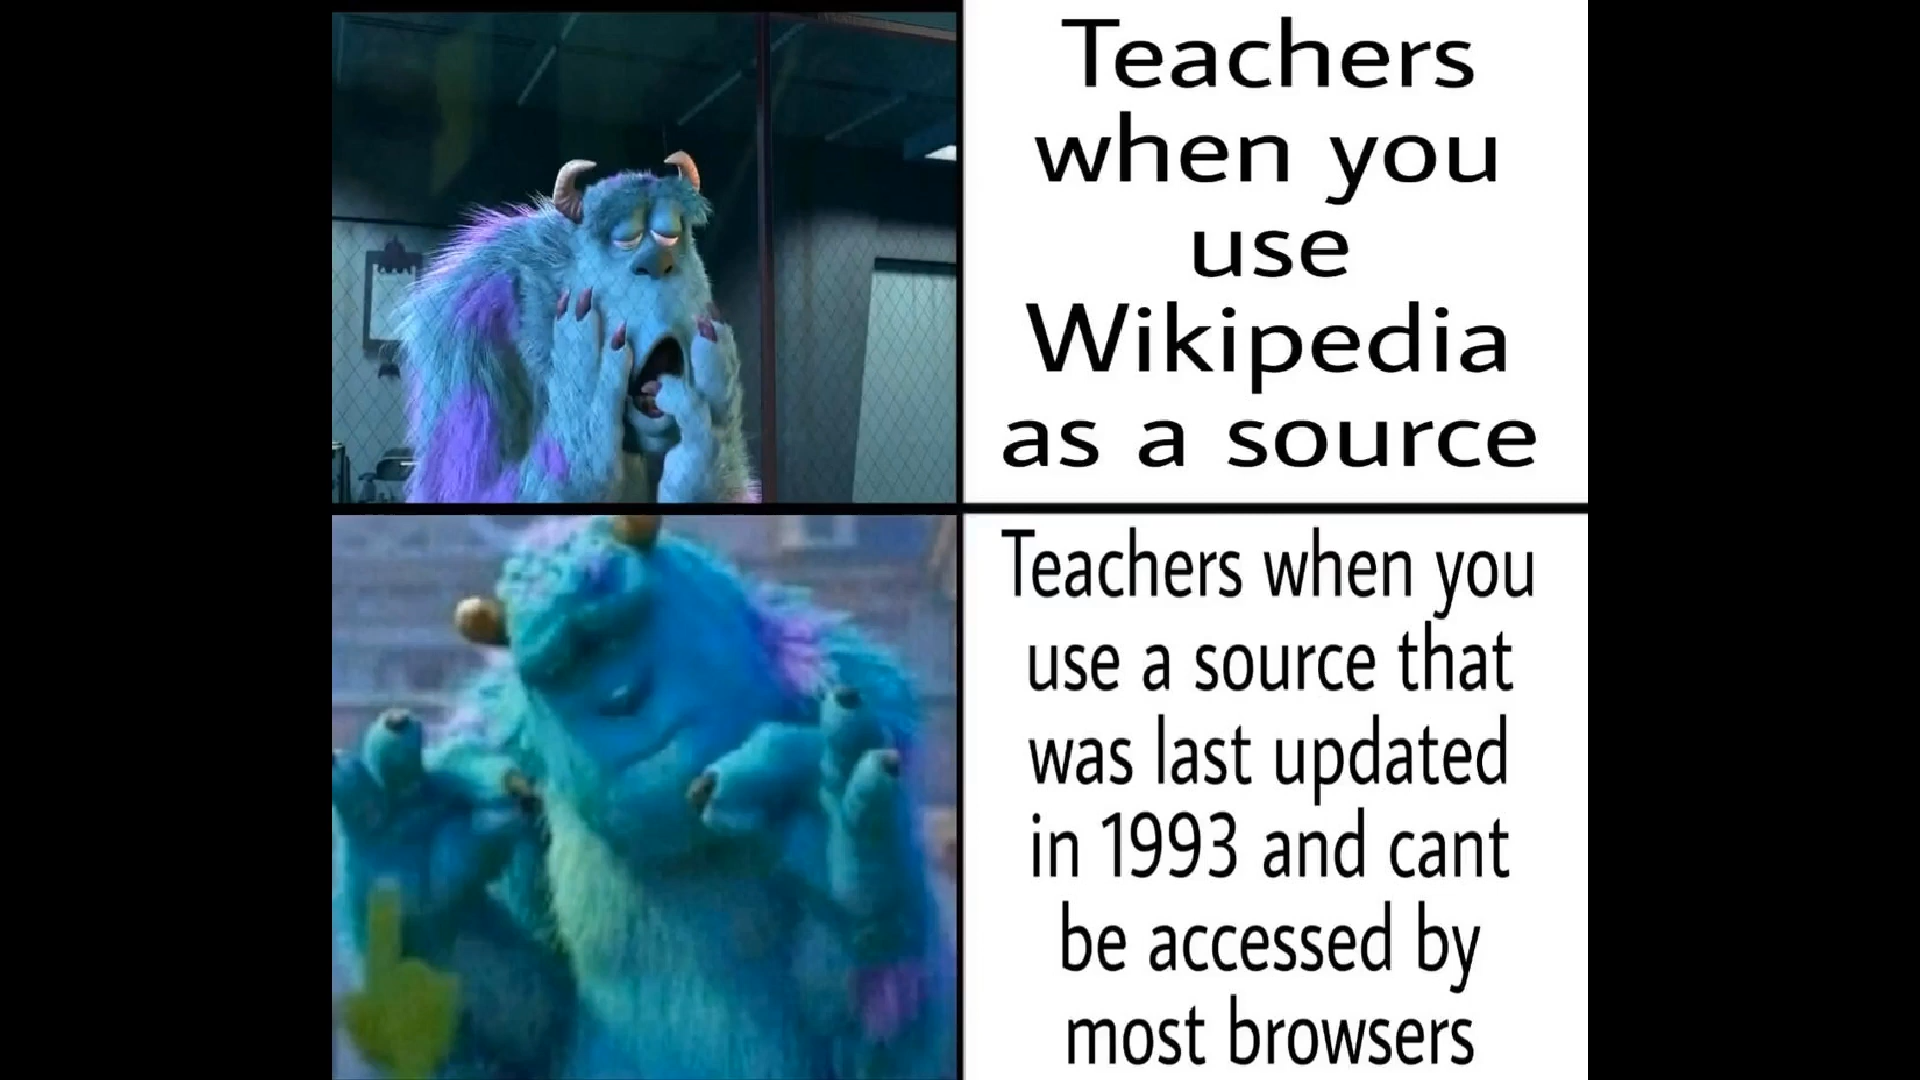 Teachers
when you
use
Wikipedia
as a source
Teachers when you
use a source that
was last updated
in 1993 and cant
be accessed by
most browsers